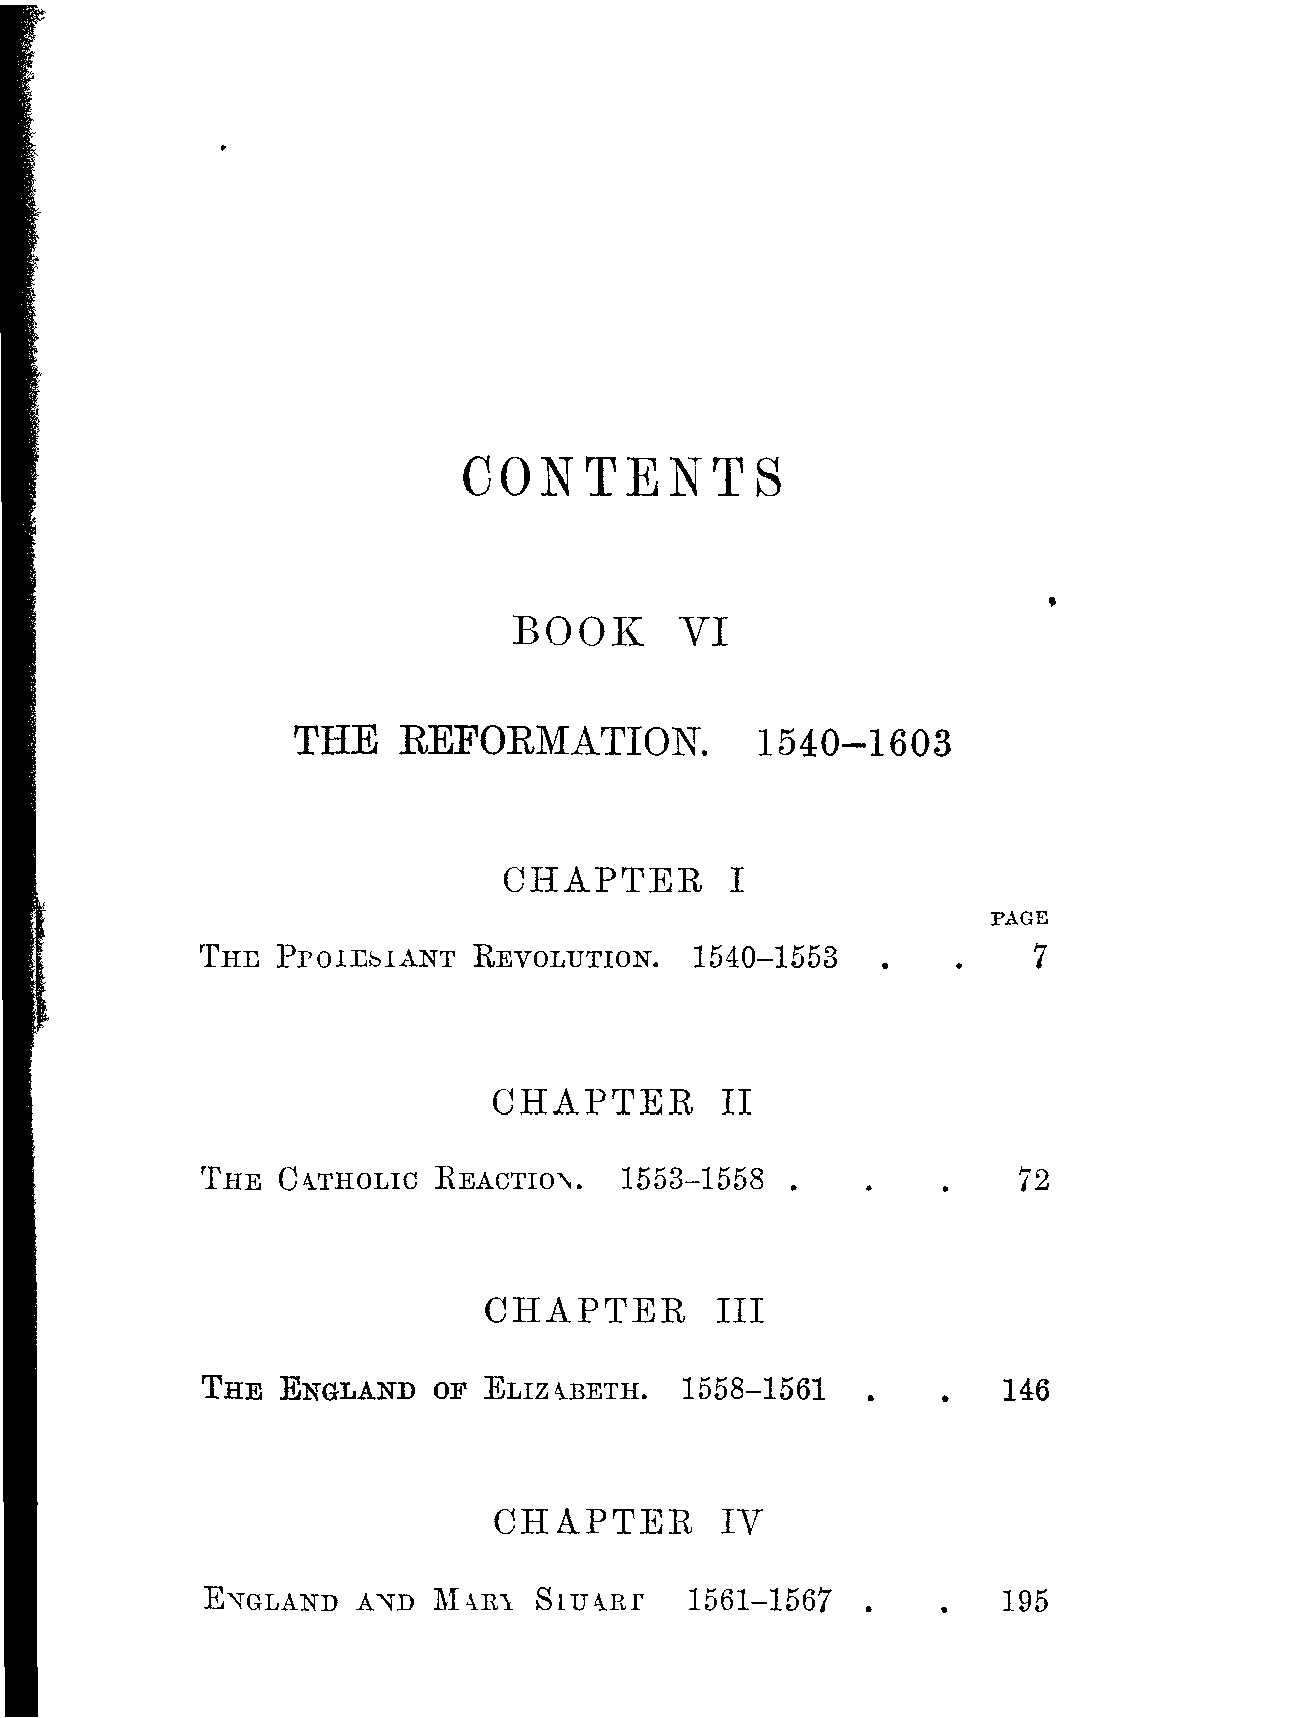 CONTENTS
BOOK VI
THE REFORMATION. 1540–1603
CHAPTER I
PAGE
THE PROTESTANT REVOLUTION. 1540–1553 . . 7
CHAPTER II
THE CATHOLIC REACTION. 1553–1558 . . . 72
CHAPTER III
THE ENGLAND OF ELIZABETH. 1558–1561 . . 146
CHAPTER IV
ENGLAND AND MARY STUART 1561–1567 . . 195